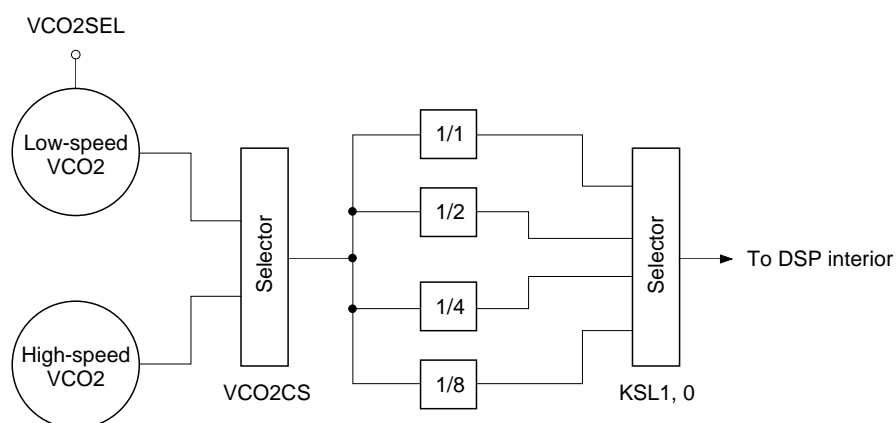 VCO2SEL
Low-speed
VCO2
High-speed
VCO2
Selector
VCO2CS
1/1
1/2
1/4
1/8
Selector
KSL1, 0
To DSP interior